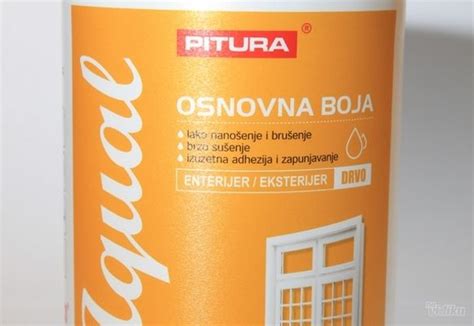 PITURA®
Aqual
OSNOVNA BOJA
• lako nanošenje i brušenje
• brzo sušenje
• izuzetna adhezija i zapunjavanje
ENTERIJER / EKSTERIJER DRVO